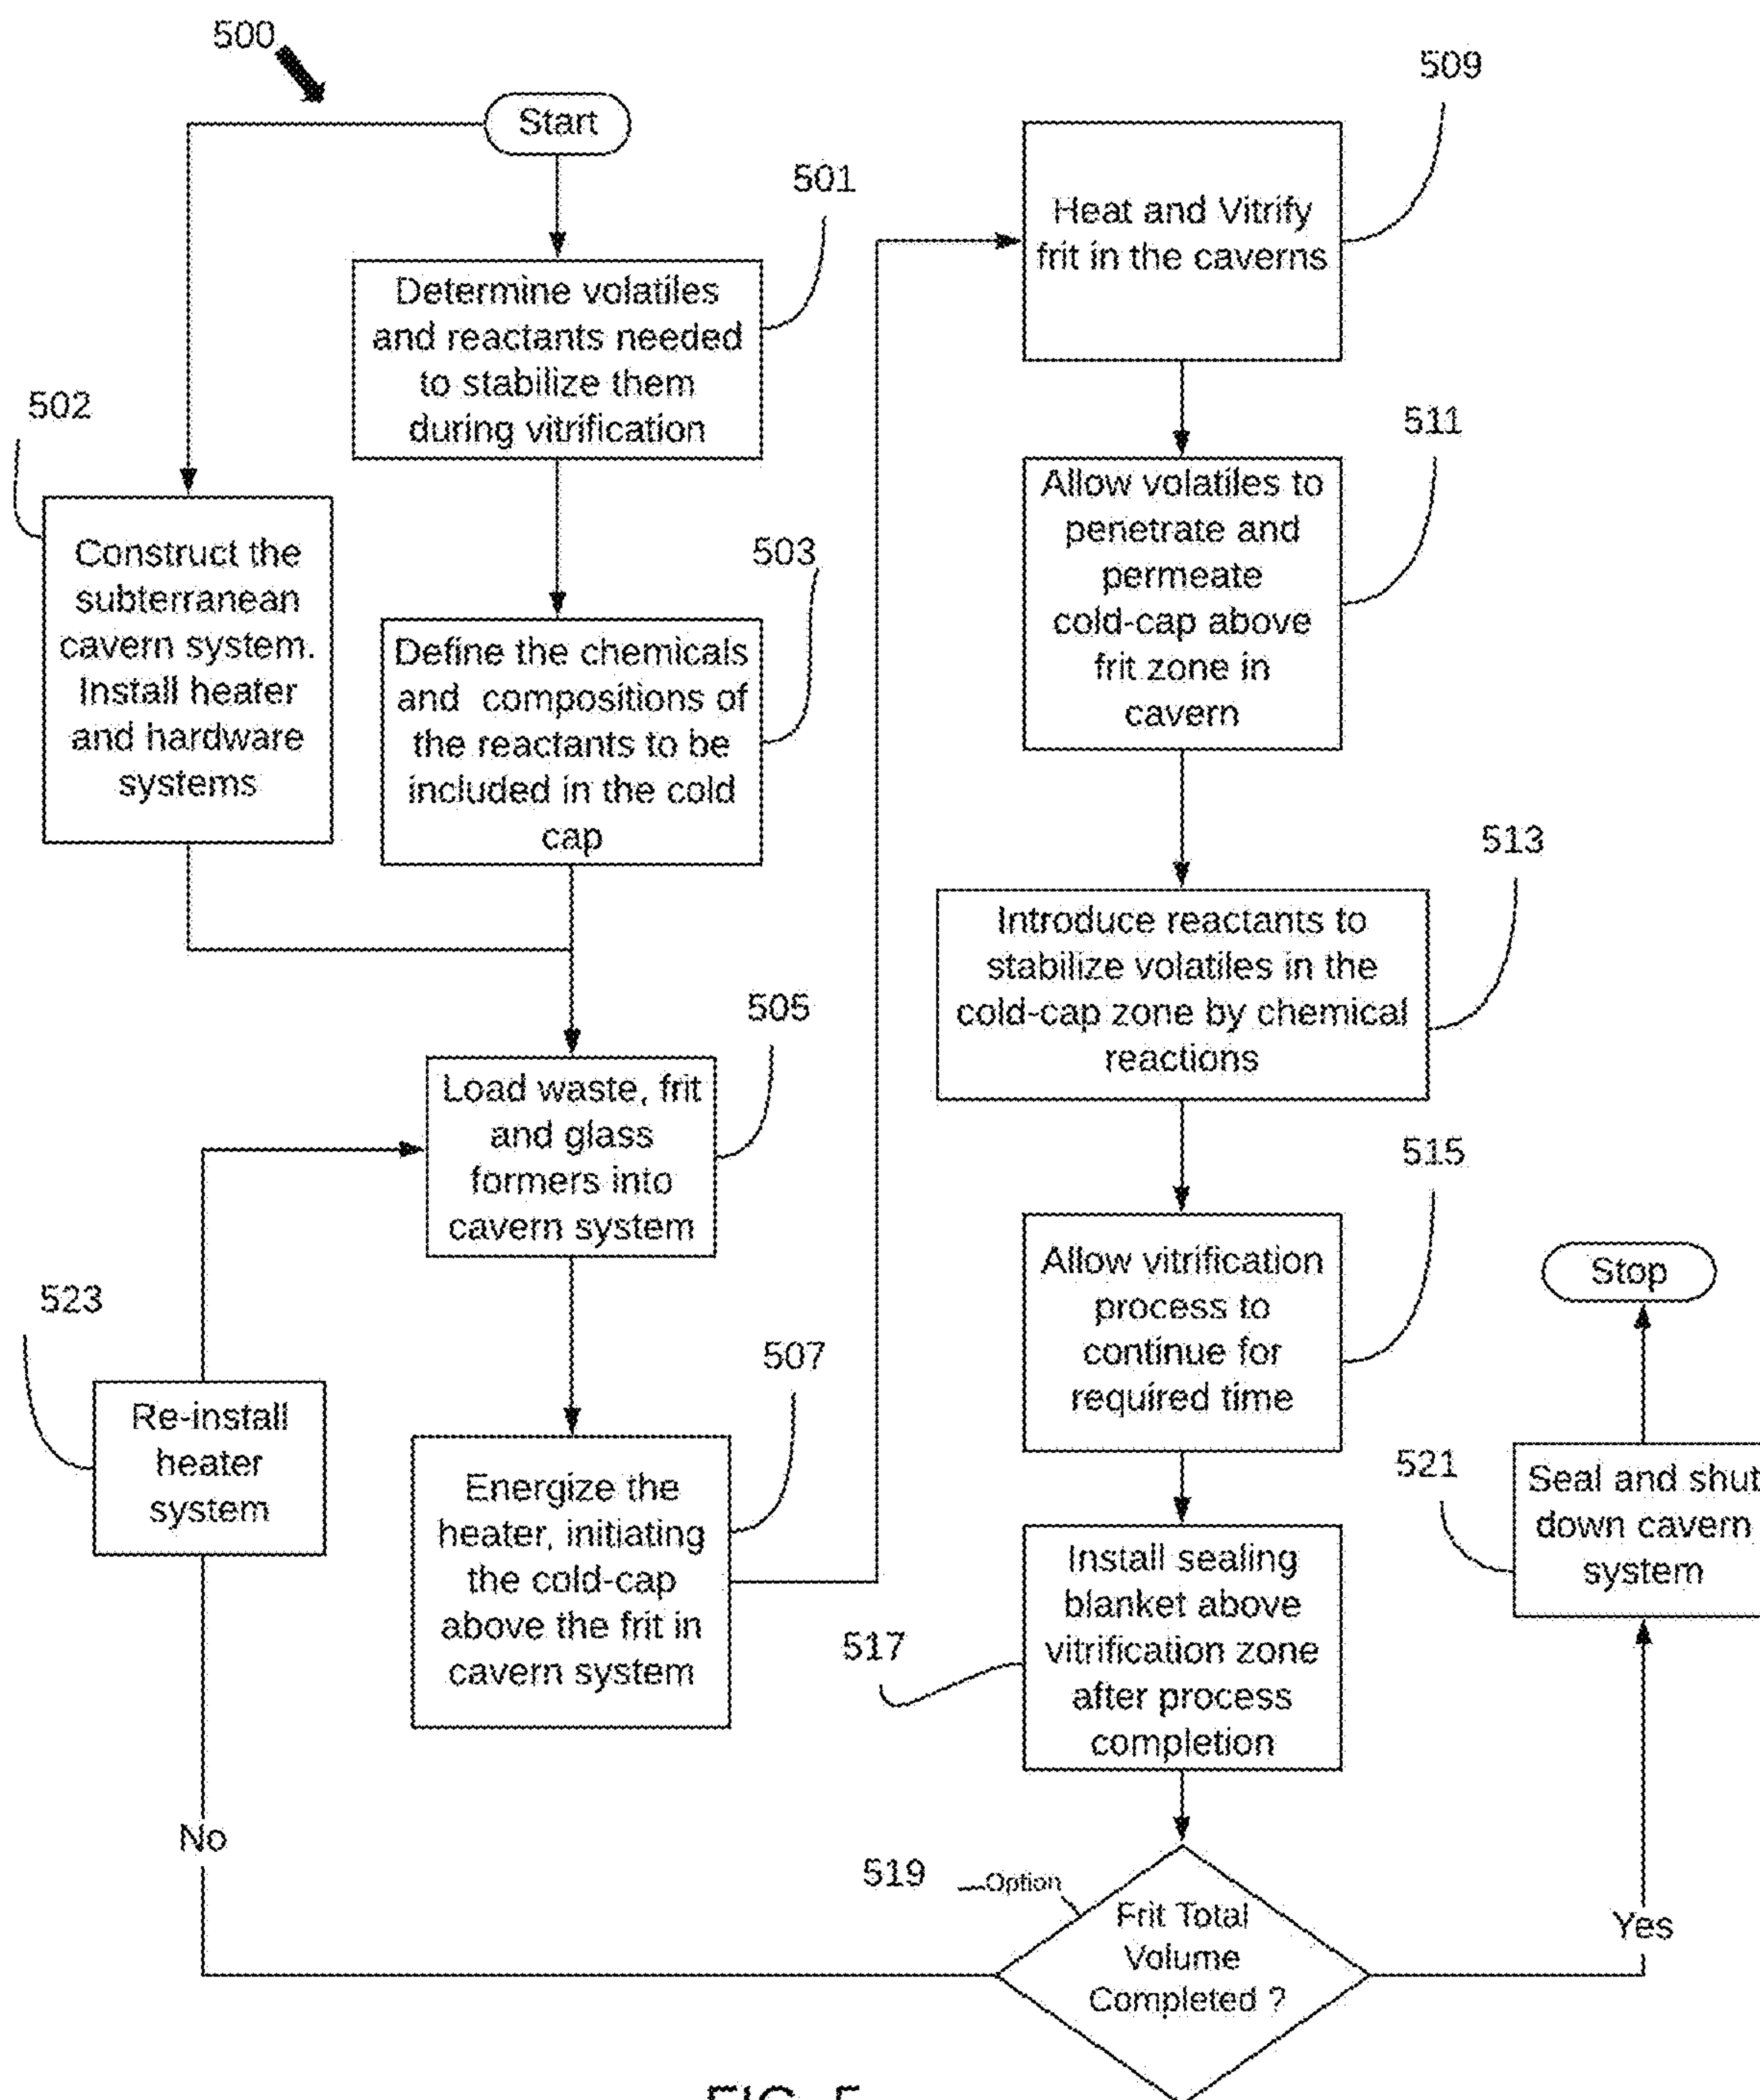 500
Start
501
Determine volatiles
and reactants needed
to stabilize them
during vitrification
502
Construct the
subterranean
cavern system.
Install heater
and hardware
systems
503
Define the chemicals
and compositions of
the reactants to be
included in the cold
cap
505
Load waste, frit
and glass
formers into
cavern system
523
Re-install
heater
system
507
Energize the
heater, initiating
the cold-cap
above the frit in
cavern system
No
509
Heat and Vitrify
frit in the caverns
511
Allow volatiles to
penetrate and
permeate
cold-cap above
frit zone in
cavern
513
Introduce reactants to
stabilize volatiles in the
cold-cap zone by chemical
reactions
515
Allow vitrification
process to
continue for
required time
517
Install sealing
blanket above
vitrification zone
after process
completion
519
Option
Frit Total
Volume
Completed ?
Yes
521
Seal and shut
down cavern
system
Stop
FIG. 5